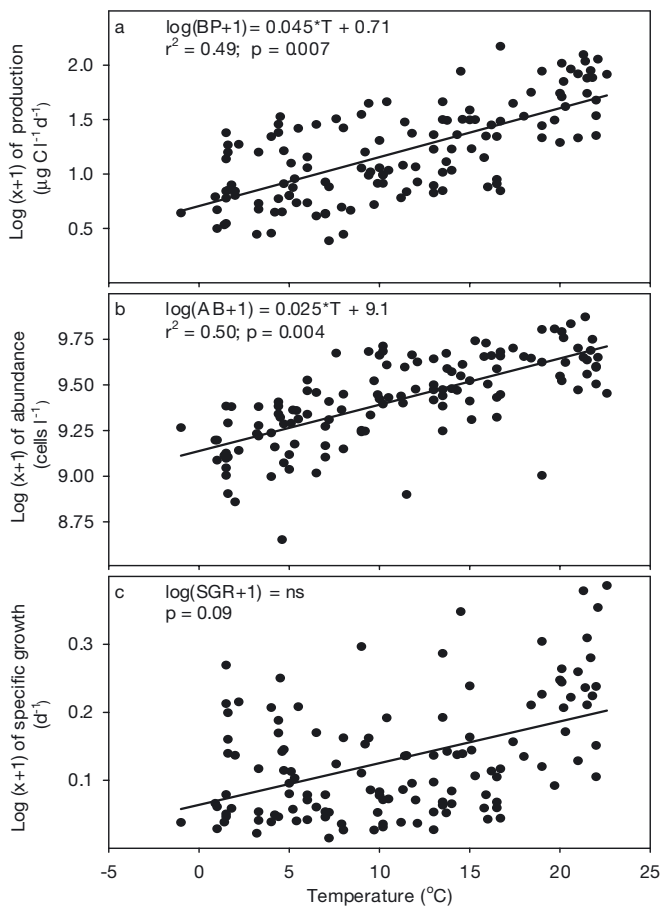 a
log(BP+1) = 0.045*T + 0.71
r² = 0.49; p = 0.007
Log (x+1) of production
(µg C l⁻¹ d⁻¹)
2.0
1.5
1.0
0.5
b
log(AB+1) = 0.025*T + 9.1
r² = 0.50; p = 0.004
Log (x+1) of abundance
(cells l⁻¹)
9.75
9.50
9.25
9.00
8.75
c
log(SGR+1) = ns
p = 0.09
Log (x+1) of specific growth
(d⁻¹)
0.3
0.2
0.1
-5 0 5 10 15 20 25
Temperature (°C)